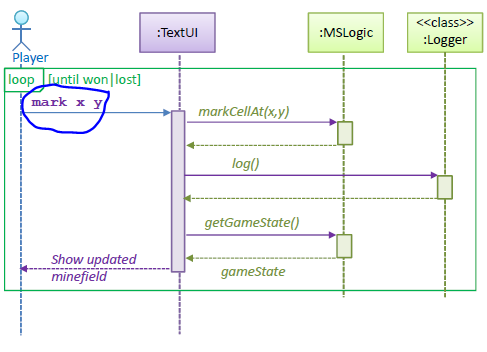 <<class>>
:TextUI
:MSLogic
:Logger
Player
loop
[until won|lost]
mark x y
markCellAt(x,y)
log()
getGameState()
Show updated
minefield
gameState